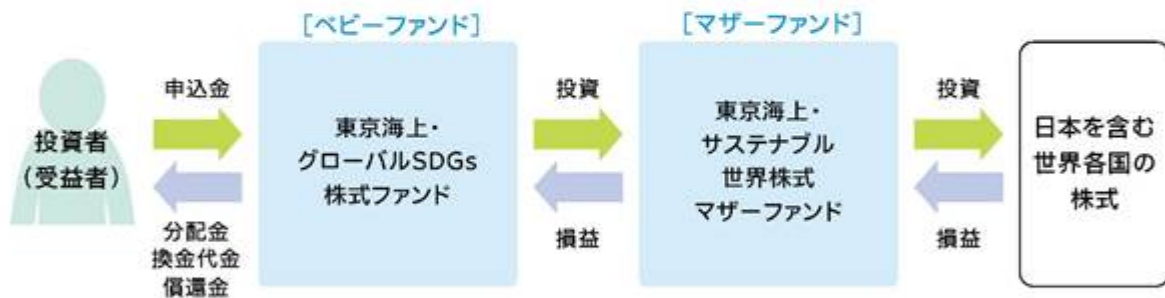 [ベビーファンド]
[マザーファンド]
申込金
投資
投資
投資者
(受益者)
東京海上・
グローバルSDGs
株式ファンド
東京海上・
サステナブル
世界株式
マザーファンド
日本を含む
世界各国の
株式
分配金
換金代金
償還金
損益
損益